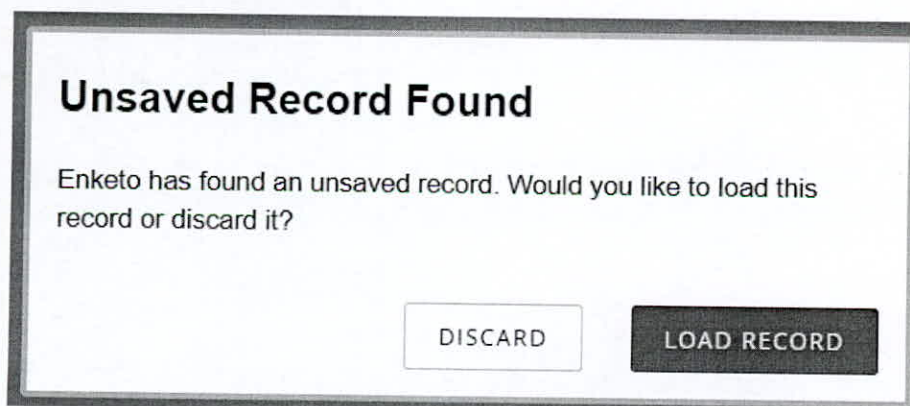 Unsaved Record Found
Enketo has found an unsaved record. Would you like to load this
record or discard it?
DISCARD
LOAD RECORD